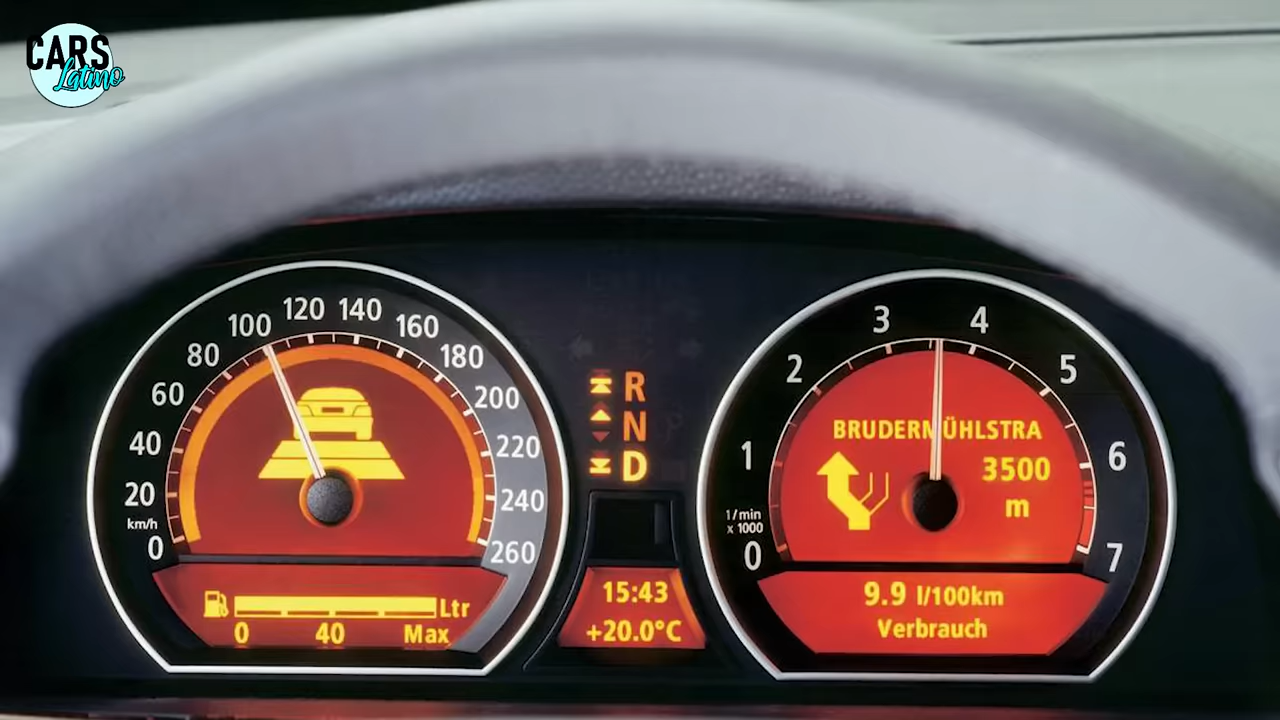 CARS
Latino
0
20
40
60
80
100
120
140
160
180
200
220
240
260
km/h
Ltr
0 40 Max
R
N
D
15:43
+20.0°C
0
1
2
3
4
5
6
7
1/min
x 1000
BRUDERMÜHLSTRA
3500
m
9.9 l/100km
Verbrauch